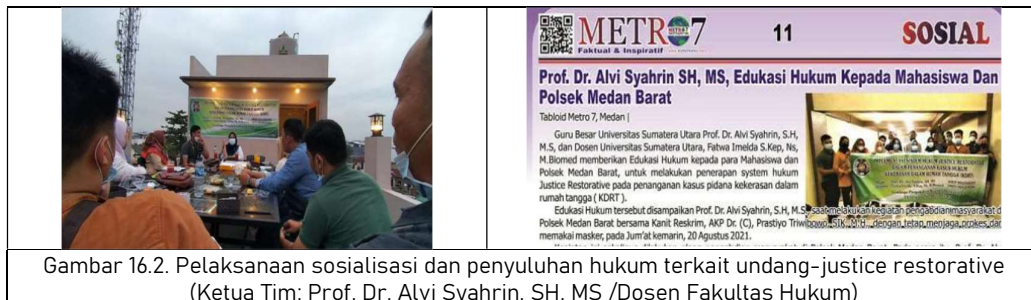 METRO7
Faktual & Inspiratif
11
SOSIAL
Prof. Dr. Alvi Syahrin SH, MS, Edukasi Hukum Kepada Mahasiswa Dan
Polsek Medan Barat
Tabloid Metro 7, Medan |
Guru Besar Universitas Sumatera Utara Prof. Dr. Alvi Syahrin, S.H,
M.S, dan Dosen Universitas Sumatera Utara, Fatwa Imelda S.Kep, Ns,
M.Biomed memberikan Edukasi Hukum kepada para Mahasiswa dan
Polsek Medan Barat, untuk melakukan penerapan system hukum
Justice Restorative pada penganganan kasus pidana kekerasan dalam
rumah tangga ( KDRT ).
Edukasi Hukum tersebut disampaikan Prof. Dr. Alvi Syahrin, S.H, M.S, saat melakukan kegiatan pengabdianmasyarakat d
Polsek Medan Barat bersama Kanit Reskrim, AKP Dr. (C), Prastiyo Triwibowo, STK, M.H, dengan tetap menjaga prokes dan
memakai masker, pada Jum'at kemarin, 20 Agustus 2021.
Gambar 16.2. Pelaksanaan sosialisasi dan penyuluhan hukum terkait undang-justice restorative
(Ketua Tim: Prof. Dr. Alvi Syahrin, SH, MS /Dosen Fakultas Hukum)